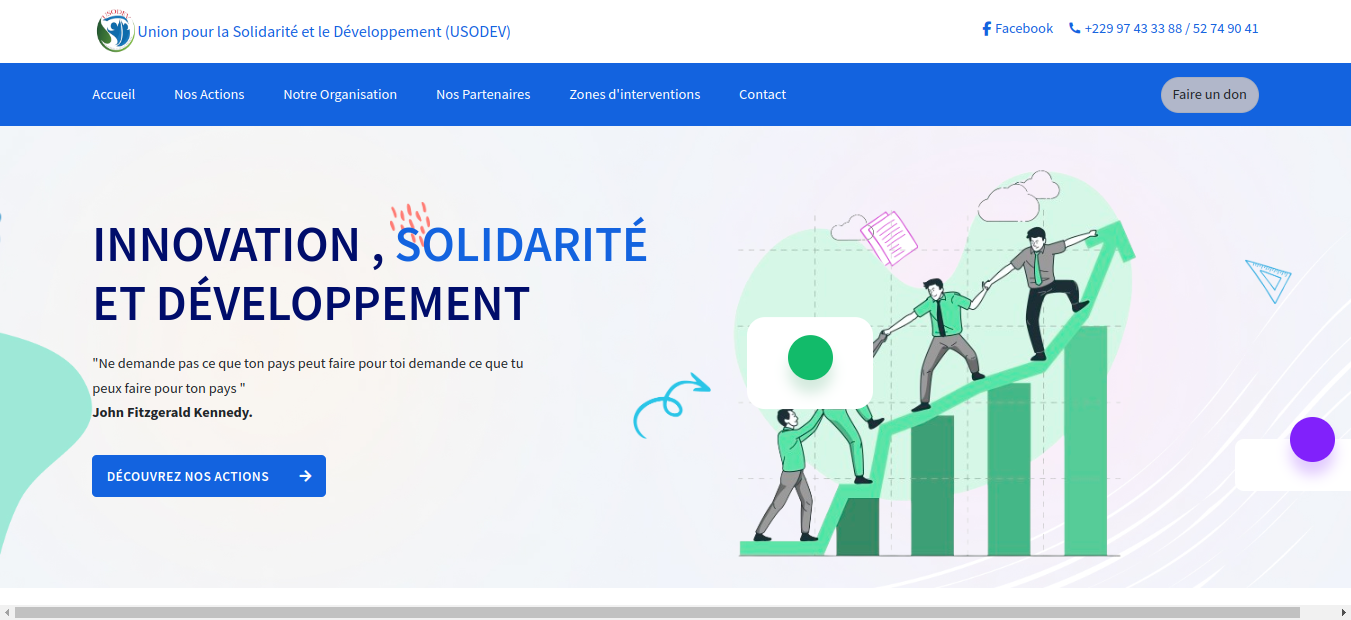 USODEV
Union pour la Solidarité et le Développement (USODEV)
Facebook
+229 97 43 33 88 / 52 74 90 41
Accueil
Nos Actions
Notre Organisation
Nos Partenaires
Zones d'interventions
Contact
Faire un don
INNOVATION , SOLIDARITÉ
ET DÉVELOPPEMENT
"Ne demande pas ce que ton pays peut faire pour toi demande ce que tu
peux faire pour ton pays "
John Fitzgerald Kennedy.
DÉCOUVREZ NOS ACTIONS